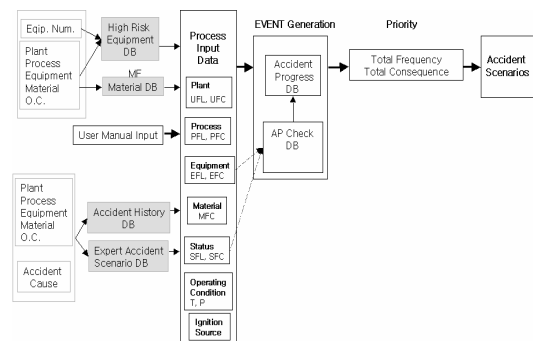 Eqip. Num.
Plant
Process
Equipment
Material
O.C.
High Risk
Equipment
DB
MF
Material DB
User Manual Input
Plant
Process
Equipment
Material
O.C.
Accident
Cause
Accident History
DB
Expert Accident
Scenario DB
Process
Input
Data
Plant
UFL, UFC
Process
PFL, PFC
Equipment
EFL, EFC
Material
MFC
Status
SFL, SFC
Operating
Condition
T, P
Ignition
Source
EVENT Generation
Accident
Progress
DB
AP Check
DB
Priority
Total Frequency
Total Consequence
Accident
Scenarios